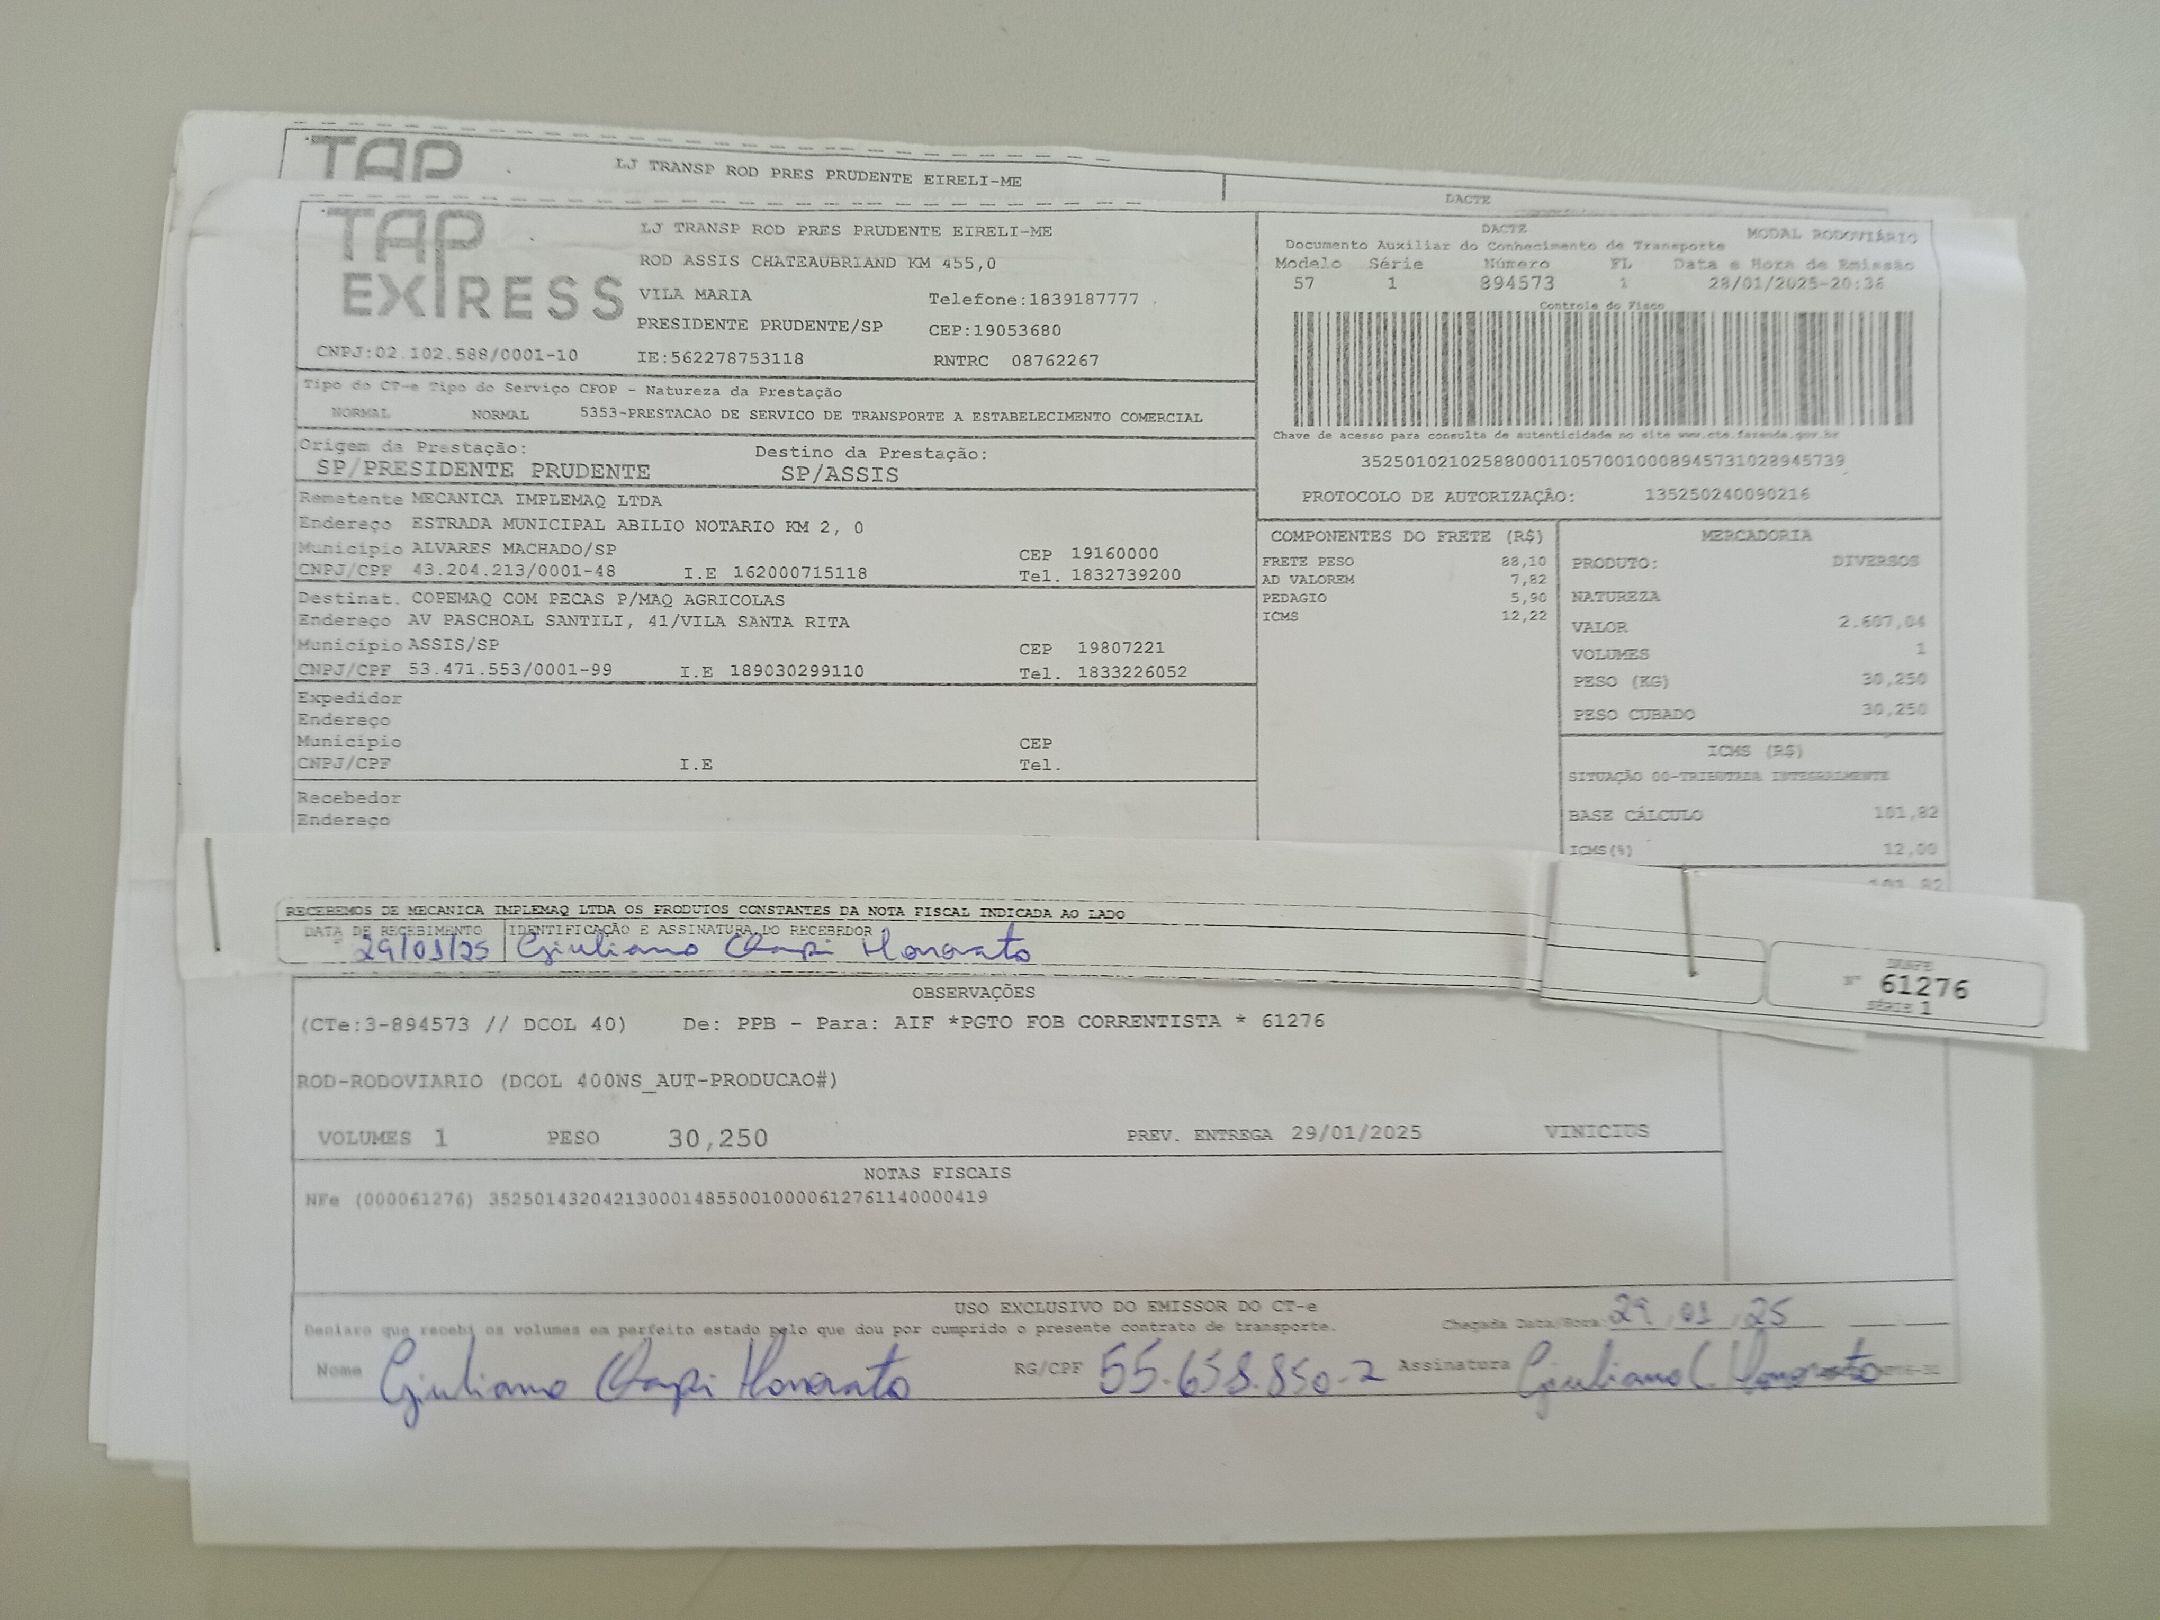 TAP
LJ TRANSP ROD PRES PRUDENTE EIRELI-ME
DACTE
TAP EXPRESS
LJ TRANSP ROD PRES PRUDENTE EIRELI-ME
ROD ASSIS CHATEAUBRIAND KM 455,0
VILA MARIA Telefone:1839187777
PRESIDENTE PRUDENTE/SP CEP:19053680
CNPJ:02.102.588/0001-10 IE:562278753118 RNTRC 08762267
DACTE MODAL RODOVIÁRIO
Documento Auxiliar do Conhecimento de Transporte
Modelo Série Número FL Data e Hora de Emissão
57 1 894573 1 28/01/2025-20:36
Controle do Fisco
Chave de acesso para consulta de autenticidade no site www.cte.fazenda.gov.br
35250102102588000110570010008945731028945739
PROTOCOLO DE AUTORIZAÇÃO: 135250240090216
Tipo do CT-e Tipo do Serviço CFOP - Natureza da Prestação
NORMAL NORMAL 5353-PRESTACAO DE SERVICO DE TRANSPORTE A ESTABELECIMENTO COMERCIAL
Origem da Prestação: Destino da Prestação:
SP/PRESIDENTE PRUDENTE SP/ASSIS
Remetente MECANICA IMPLEMAQ LTDA
Endereço ESTRADA MUNICIPAL ABILIO NOTARIO KM 2, 0
Município ALVARES MACHADO/SP CEP 19160000
CNPJ/CPF 43.204.213/0001-48 I.E 162000715118 Tel. 1832739200
Destinat. COPEMAQ COM PECAS P/MAQ AGRICOLAS
Endereço AV PASCHOAL SANTILI, 41/VILA SANTA RITA
Município ASSIS/SP CEP 19807221
CNPJ/CPF 53.471.553/0001-99 I.E 189030299110 Tel. 1833226052
Expedidor
Endereço
Município CEP
CNPJ/CPF I.E Tel.
Recebedor
Endereço
COMPONENTES DO FRETE (R$)
FRETE PESO 88,10
AD VALOREM 7,82
PEDAGIO 5,90
ICMS 12,22
MERCADORIA
PRODUTO: DIVERSOS
NATUREZA
VALOR 2.607,04
VOLUMES 1
PESO (KG) 30,250
PESO CUBADO 30,250
ICMS (R$)
SITUAÇÃO 00-TRIBUTADA INTEGRALMENTE
BASE CÁLCULO 101,82
ICMS(%) 12,00
101,82
RECEBEMOS DE MECANICA IMPLEMAQ LTDA OS PRODUTOS CONSTANTES DA NOTA FISCAL INDICADA AO LADO
DATA DE RECEBIMENTO IDENTIFICAÇÃO E ASSINATURA DO RECEBEDOR
29/01/25 Giuliano Chapi Honorato
DANFE
Nº 61276
SÉRIE 1
OBSERVAÇÕES
(CTe:3-894573 // DCOL 40) De: PPB - Para: AIF *PGTO FOB CORRENTISTA * 61276
ROD-RODOVIARIO (DCOL 400NS_AUT-PRODUCAO#)
VOLUMES 1 PESO 30,250 PREV. ENTREGA 29/01/2025 VINICIUS
NOTAS FISCAIS
NFe (000061276) 35250143204213000148550010000612761140000419
USO EXCLUSIVO DO EMISSOR DO CT-e
Declaro que recebi os volumes em perfeito estado pelo que dou por cumprido o presente contrato de transporte. Chegada Data/Hora 29 01 25
Nome Giuliano Chapi Honorato RG/CPF 55.658.850-2 Assinatura Giuliano C. Honorato